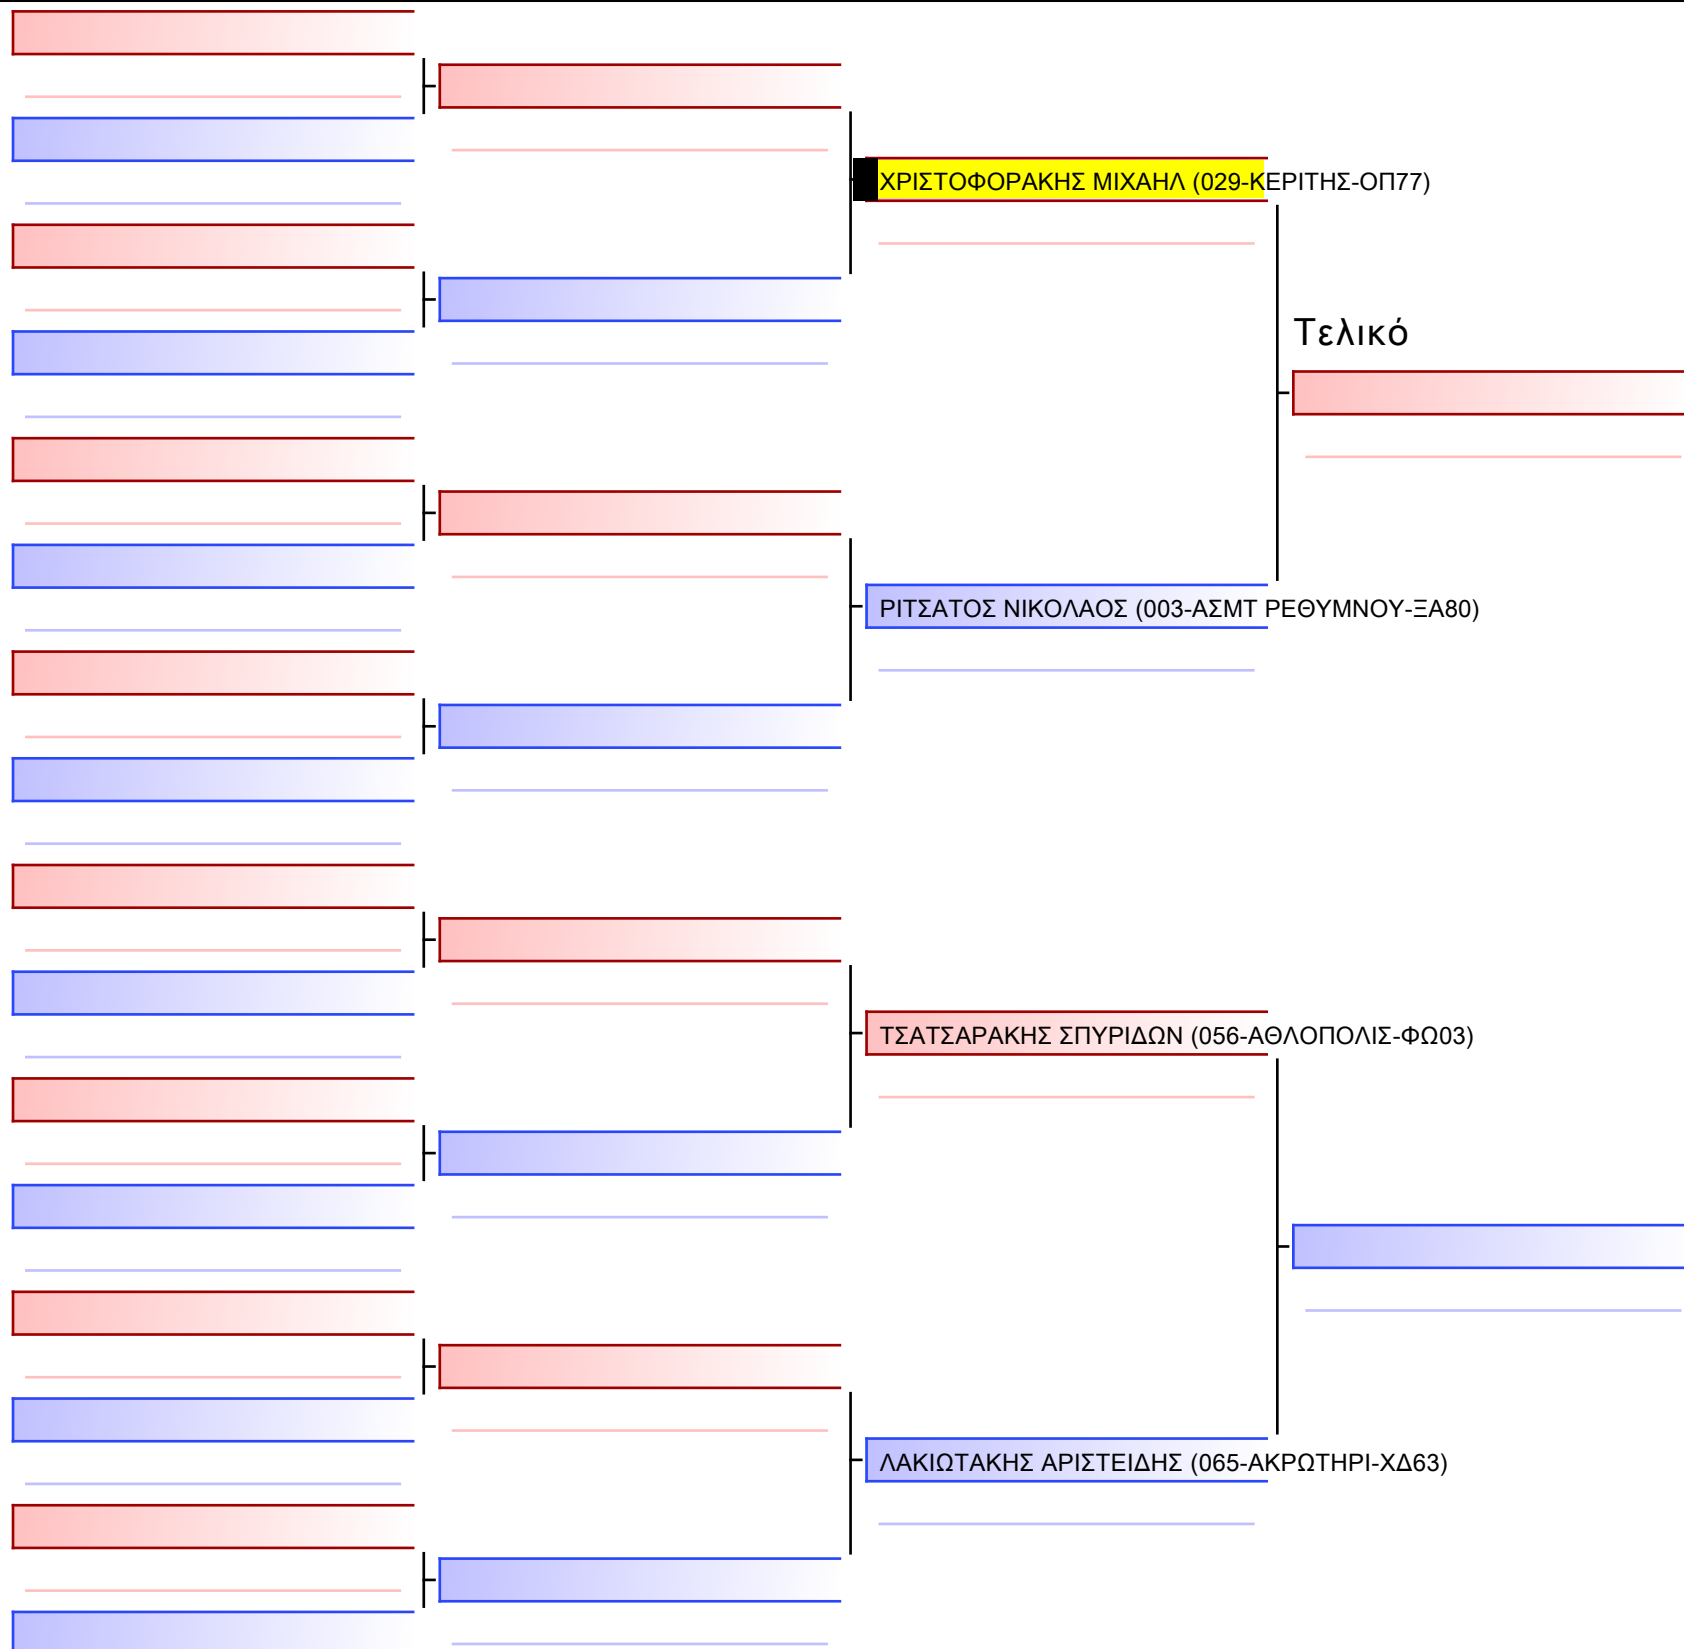 ΧΡΙΣΤΟΦΟΡΑΚΗΣ ΜΙΧΑΗΛ (029-ΚΕΡΙΤΗΣ-ΟΠ77)
Τελικό
ΡΙΤΣΑΤΟΣ ΝΙΚΟΛΑΟΣ (003-ΑΣΜΤ ΡΕΘΥΜΝΟΥ-ΞΑ80)
ΤΣΑΤΣΑΡΑΚΗΣ ΣΠΥΡΙΔΩΝ (056-ΑΘΛΟΠΟΛΙΣ-ΦΩ03)
ΛΑΚΙΩΤΑΚΗΣ ΑΡΙΣΤΕΙΔΗΣ (065-ΑΚΡΩΤΗΡΙ-ΧΔ63)